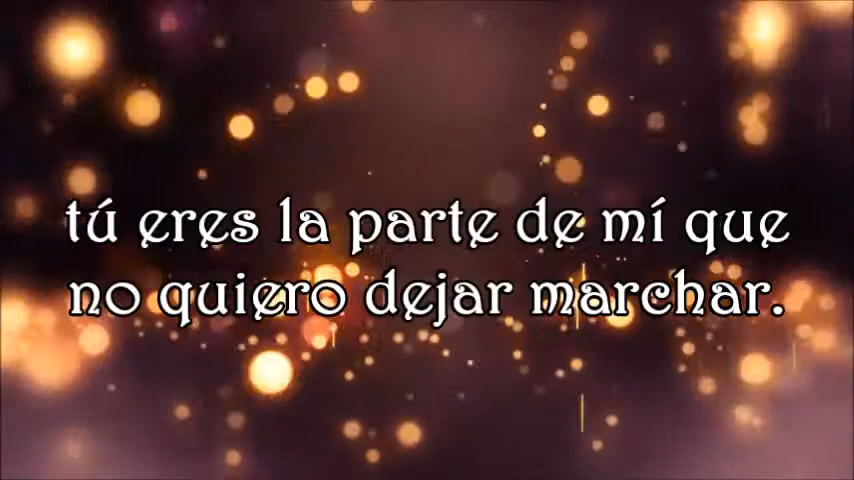 tú eres la parte de mí que
no quiero dejar marchar.